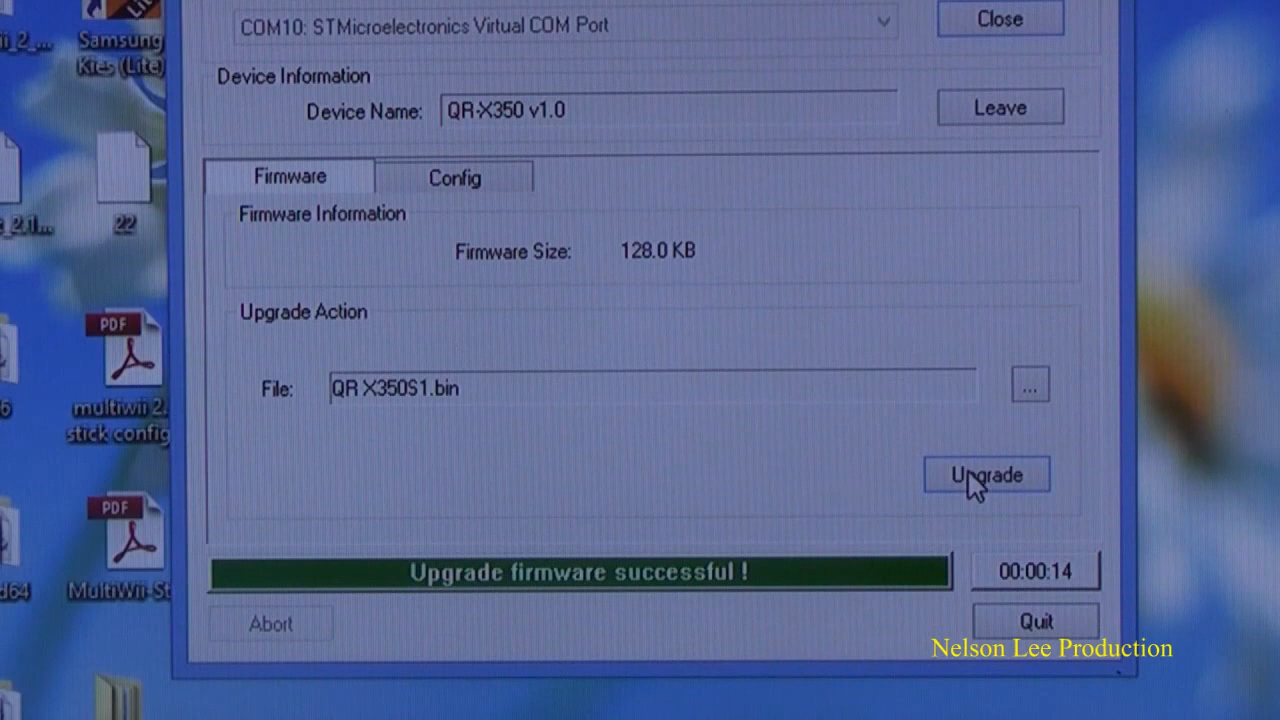 COM10: STMicroelectronics Virtual COM Port
Close
Samsung
Kies (Lite)
Device Information
Device Name: QR-X350 v1.0
Leave
Firmware Config
Firmware Information
22
Firmware Size: 128.0 KB
Upgrade Action
PDF
File: QR X350S1.bin ...
multiwii 2.
stick config
Upgrade
PDF
Upgrade firmware successful !
00:00:14
MultiWii-St
Abort
Quit
Nelson Lee Production